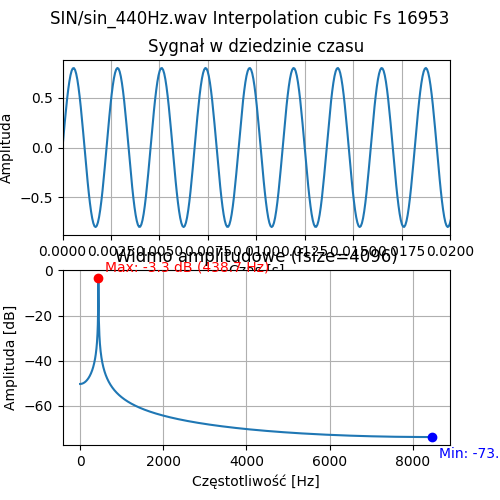 SIN/sin_440Hz.wav Interpolation cubic Fs 16953
Sygnał w dziedzinie czasu
Amplituda
0.5
0.0
−0.5
0.0000 0.0025 0.0050 0.0075 0.0100 0.0125 0.0150 0.0175 0.0200
Czas [s]
Widmo amplitudowe (fsize=4096)
Max: -3.3 dB (438.7 Hz)
Amplituda [dB]
0
−20
−40
−60
Min: -73.
0 2000 4000 6000 8000
Częstotliwość [Hz]